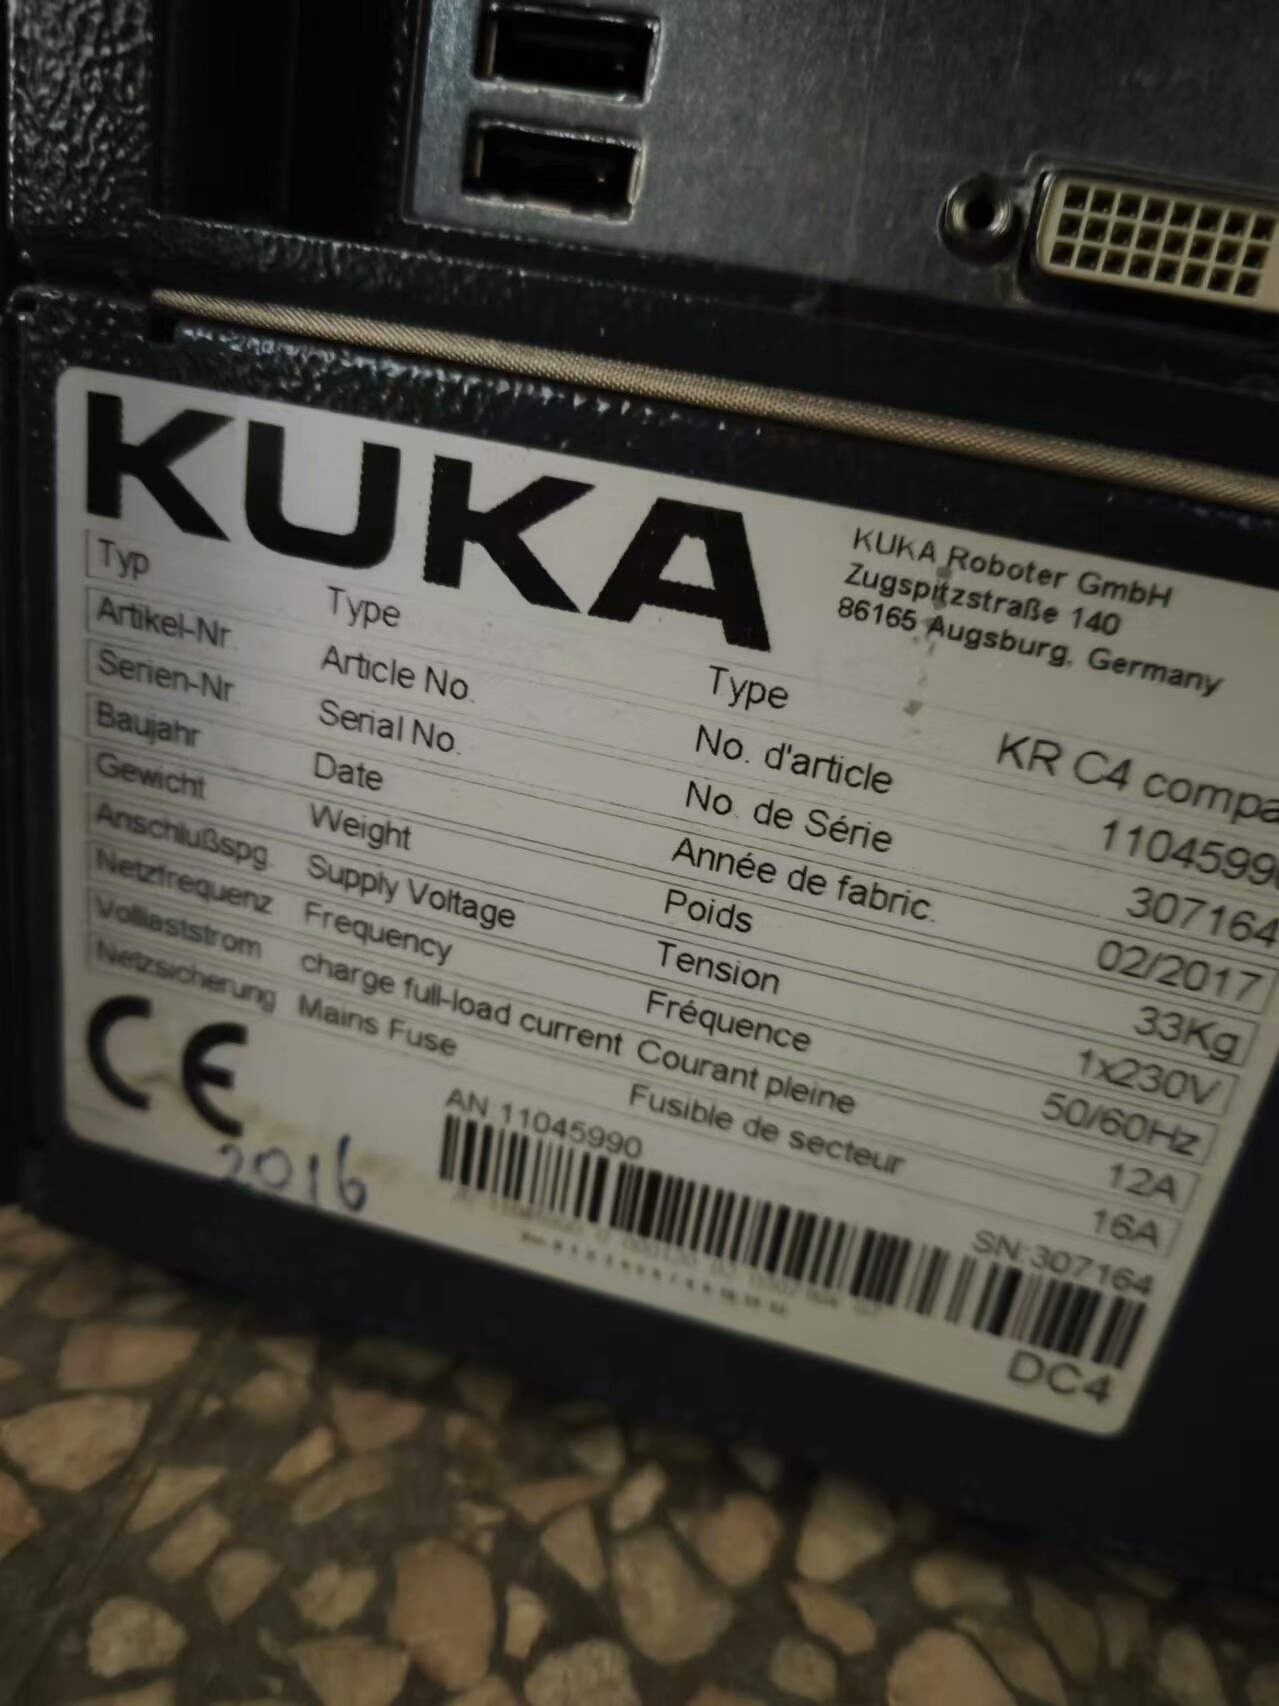 KUKA
KUKA Roboter GmbH
Zugspitzstraße 140
86165 Augsburg, Germany
Typ Type Type KR C4 compa
Artikel-Nr. Article No. No. d'article 11045990
Serien-Nr. Serial No. No. de Série 307164
Baujahr Date Année de fabric. 02/2017
Gewicht Weight Poids 33Kg
Anschlußspg. Supply Voltage Tension 1x230V
Netzfrequenz Frequency Fréquence 50/60Hz
Volllaststrom charge full-load current Courant pleine 12A
Netzsicherung Mains Fuse Fusible de secteur 16A
CE
2016
AN 11045990
SN:307164
DC4